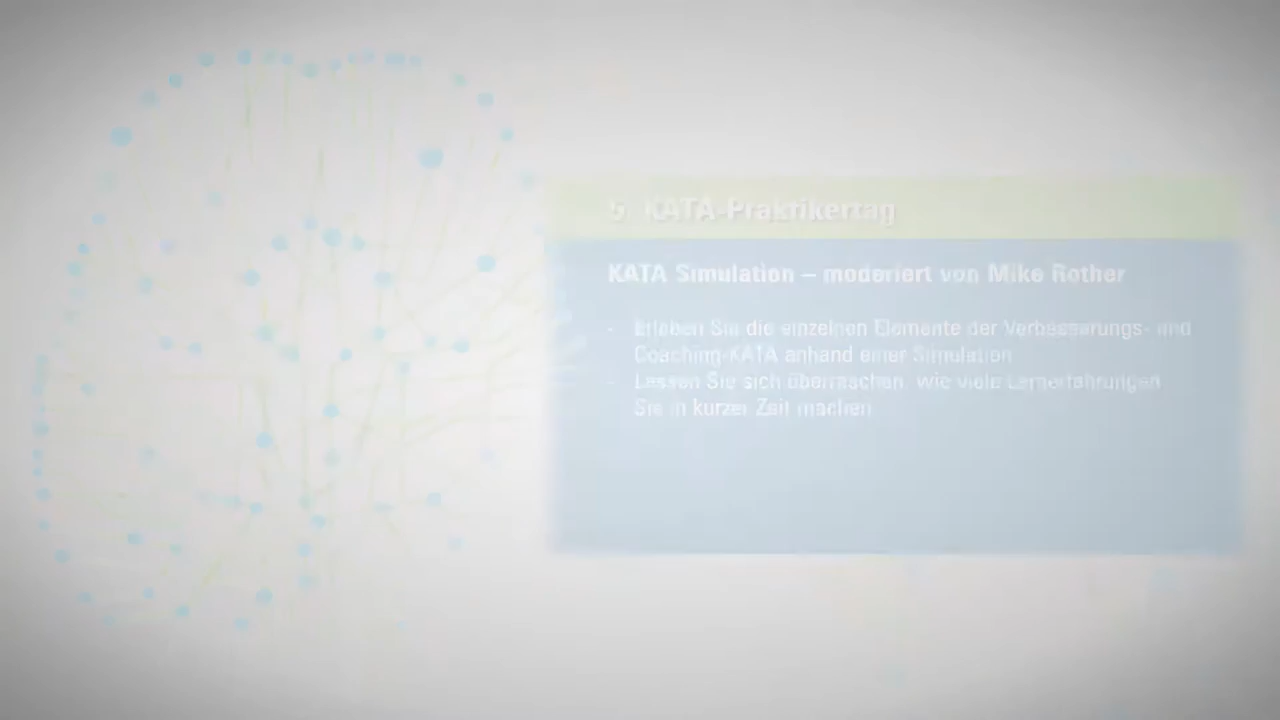 5. KATA-Praktikertag
KATA Simulation – moderiert von Mike Rother
- Erleben Sie die einzelnen Elemente der Verbesserungs- und
Coaching-KATA anhand einer Simulation
- Lassen Sie sich überraschen, wie viele Lernerfahrungen
Sie in kurzer Zeit machen